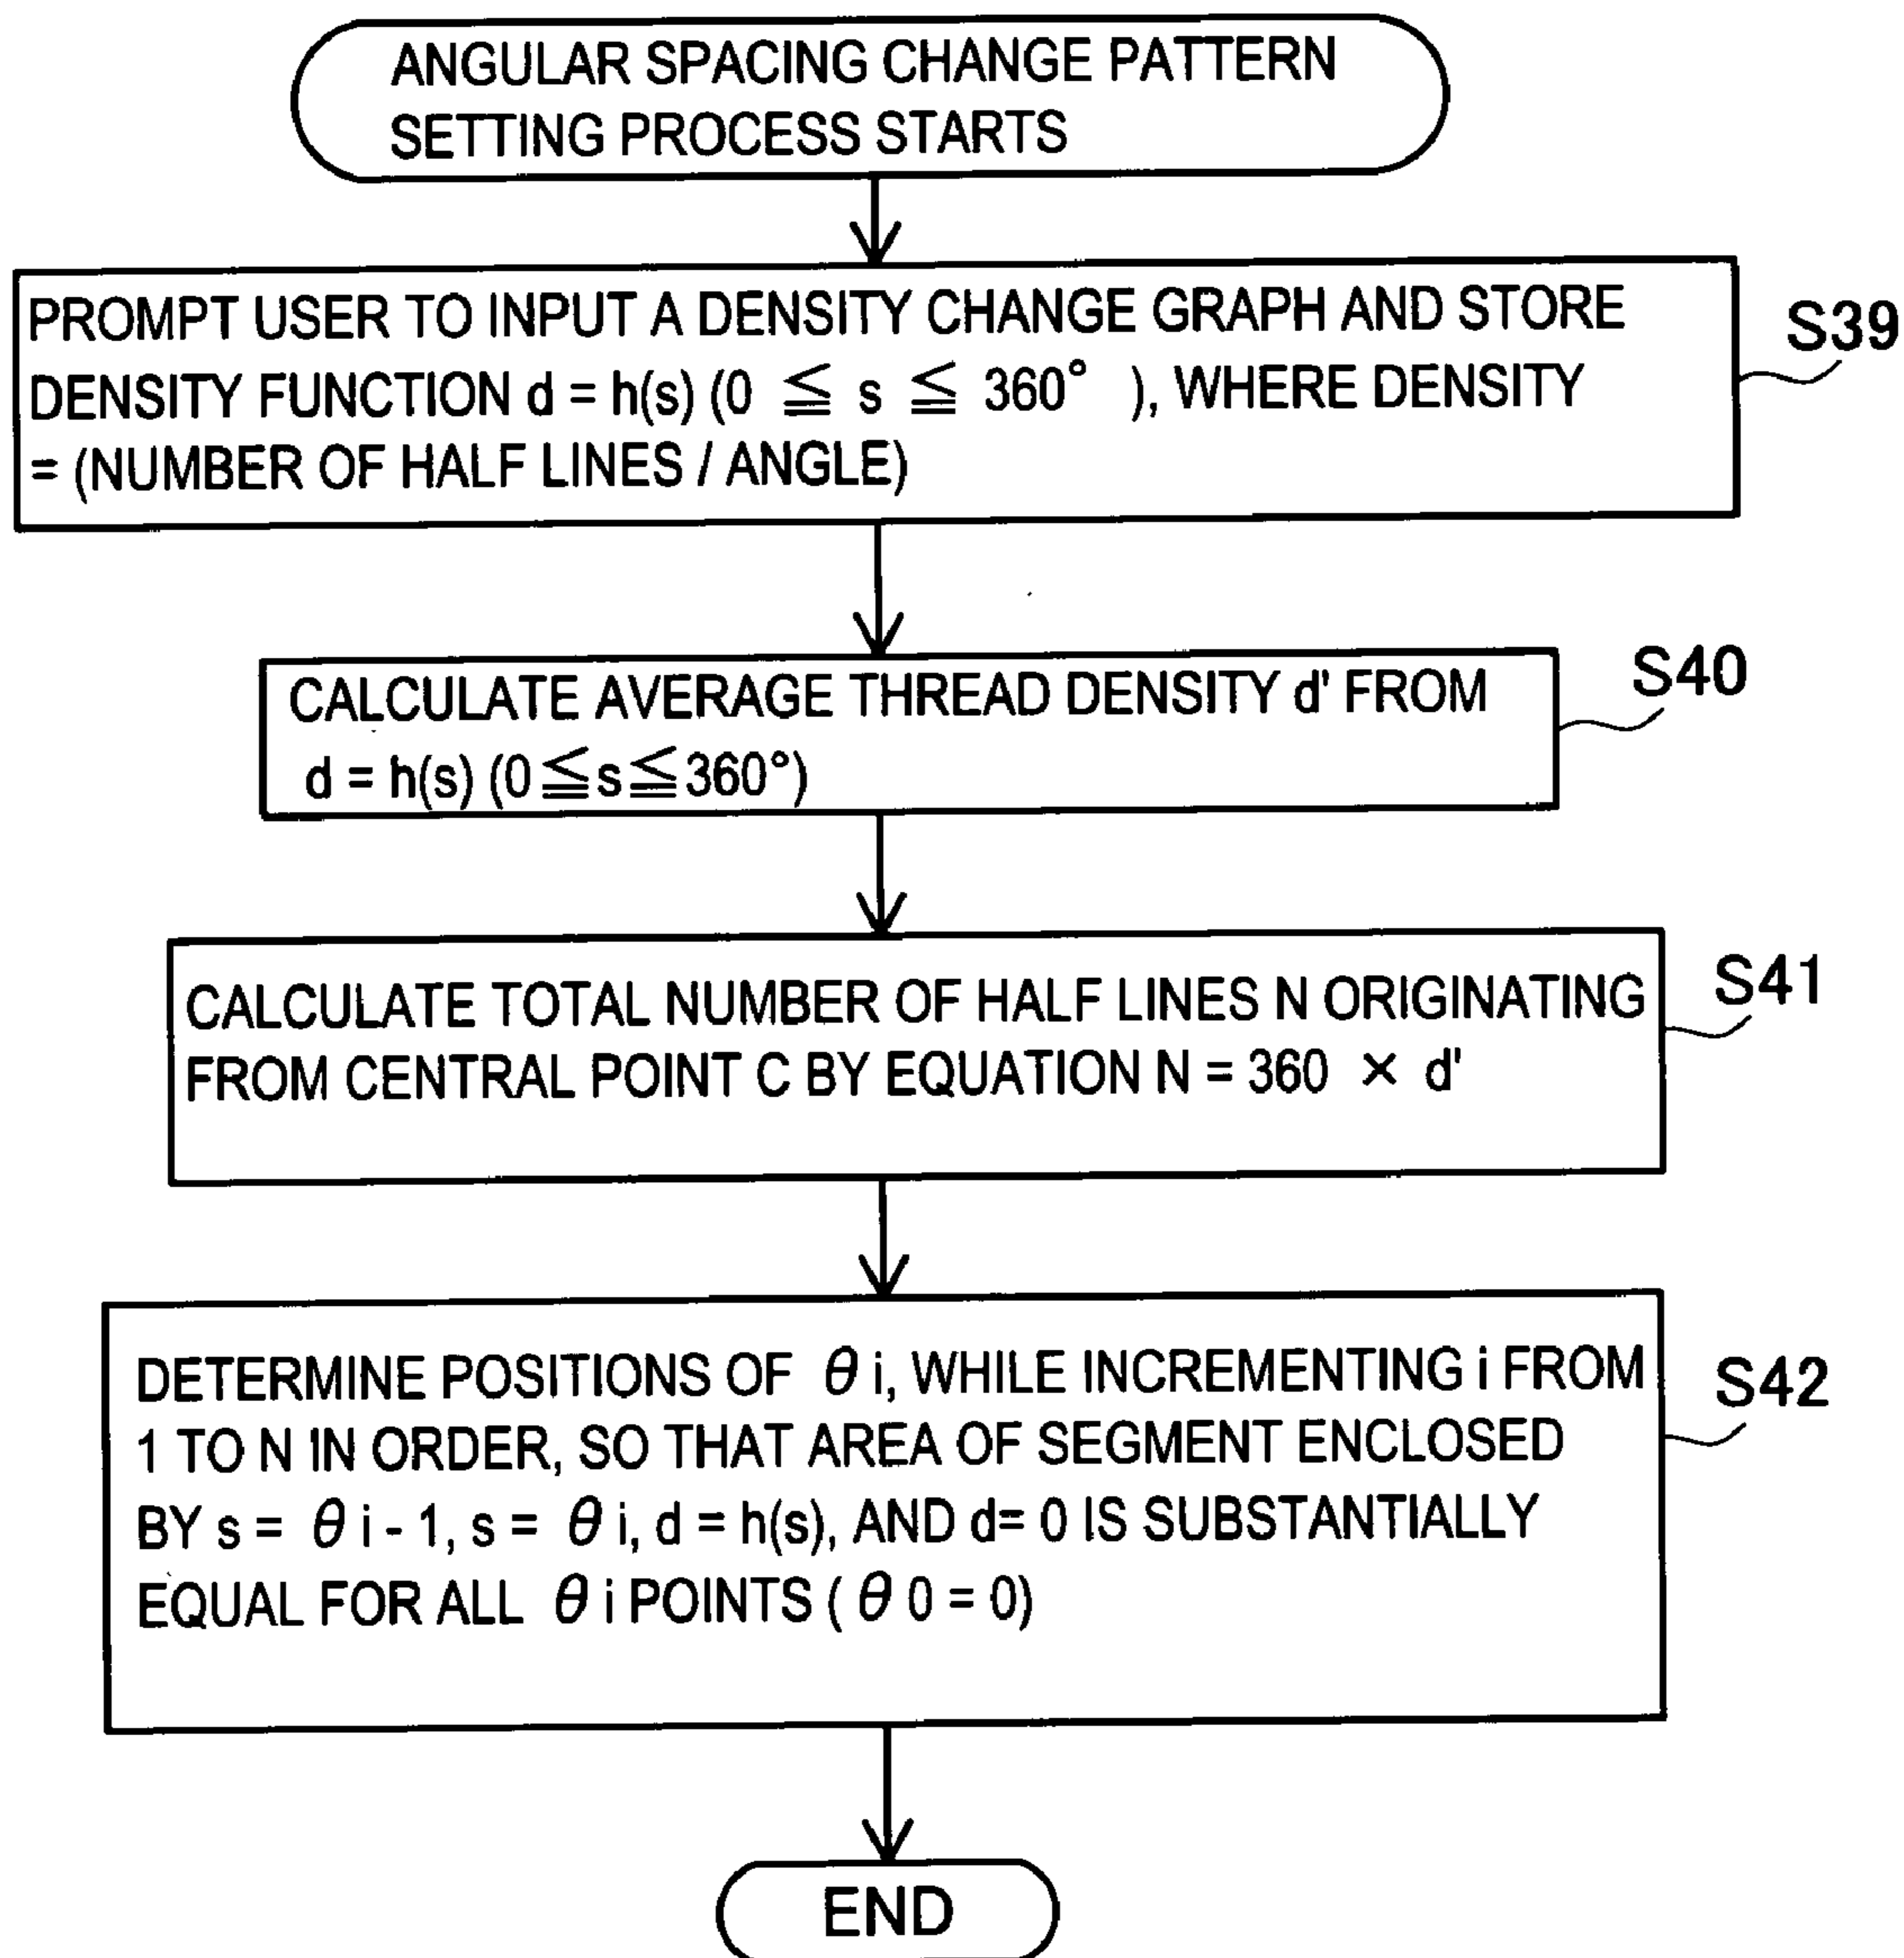 ANGULAR SPACING CHANGE PATTERN
SETTING PROCESS STARTS
PROMPT USER TO INPUT A DENSITY CHANGE GRAPH AND STORE
DENSITY FUNCTION d = h(s) (0 ≦ s ≦ 360° ), WHERE DENSITY
= (NUMBER OF HALF LINES / ANGLE)
S39
CALCULATE AVERAGE THREAD DENSITY d' FROM
d = h(s) (0≦s≦360°)
S40
CALCULATE TOTAL NUMBER OF HALF LINES N ORIGINATING
FROM CENTRAL POINT C BY EQUATION N = 360 × d'
S41
DETERMINE POSITIONS OF θ i, WHILE INCREMENTING i FROM
1 TO N IN ORDER, SO THAT AREA OF SEGMENT ENCLOSED
BY s = θ i - 1, s = θ i, d = h(s), AND d= 0 IS SUBSTANTIALLY
EQUAL FOR ALL θ i POINTS ( θ 0 = 0)
S42
END